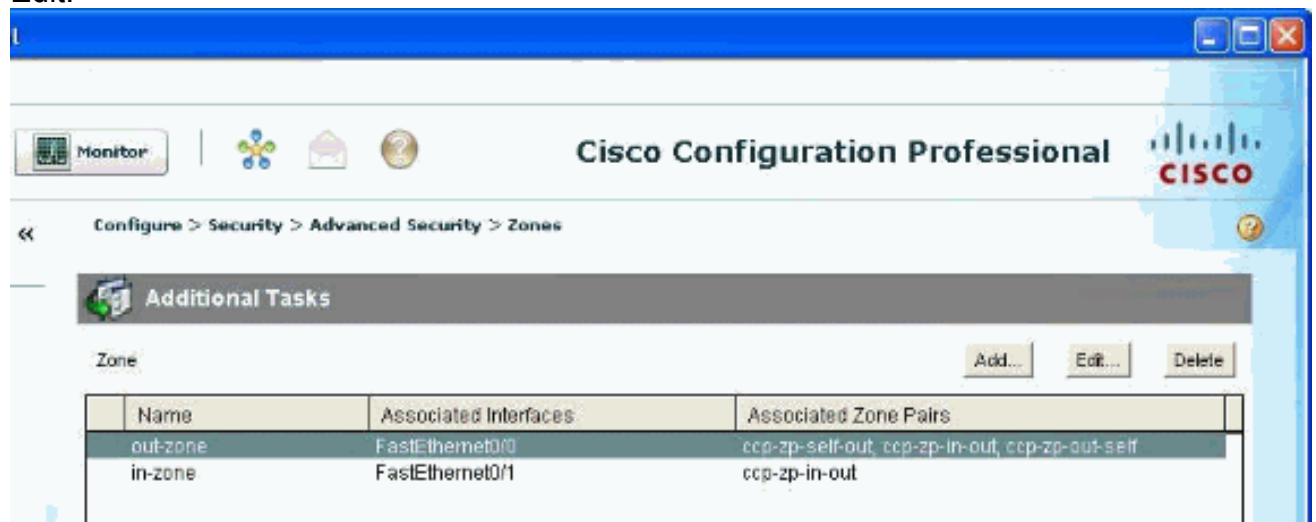 Edit.
Monitor
Cisco Configuration Professional
CISCO
« Configure > Security > Advanced Security > Zones
Additional Tasks
Zone Add... Edit... Delete
Name Associated Interfaces Associated Zone Pairs
out-zone FastEthernet0/0 ccp-zp-self-out, ccp-zp-in-out, ccp-zp-out-self
in-zone FastEthernet0/1 ccp-zp-in-out